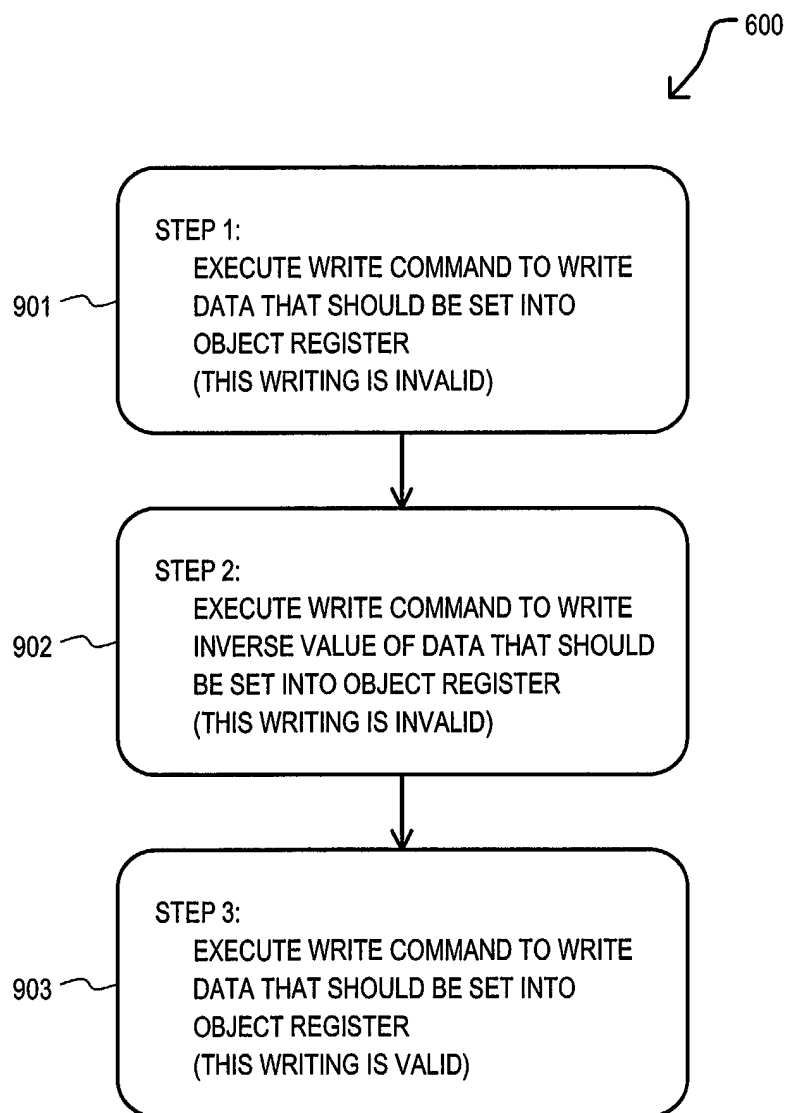 600
STEP 1:
EXECUTE WRITE COMMAND TO WRITE
DATA THAT SHOULD BE SET INTO
OBJECT REGISTER
(THIS WRITING IS INVALID)
901
STEP 2:
EXECUTE WRITE COMMAND TO WRITE
INVERSE VALUE OF DATA THAT SHOULD
BE SET INTO OBJECT REGISTER
(THIS WRITING IS INVALID)
902
STEP 3:
EXECUTE WRITE COMMAND TO WRITE
DATA THAT SHOULD BE SET INTO
OBJECT REGISTER
(THIS WRITING IS VALID)
903